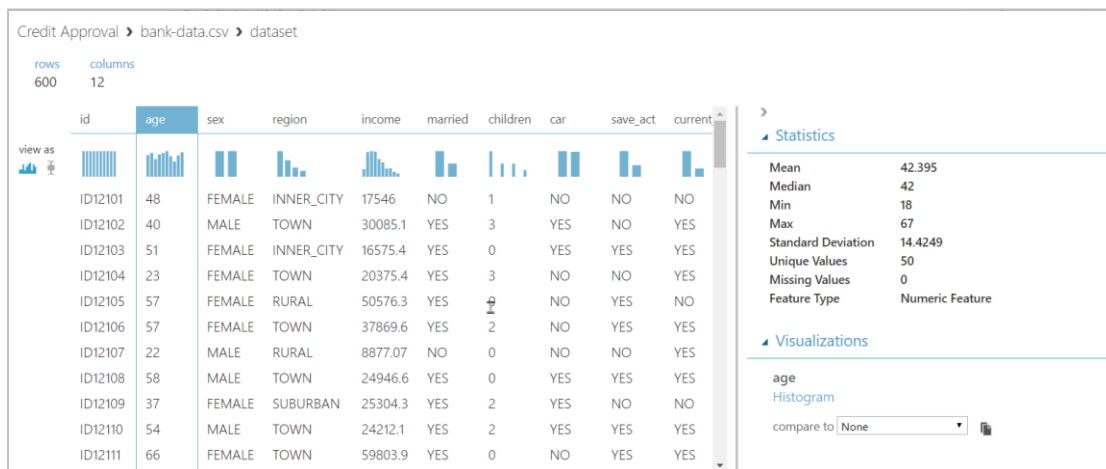 Credit Approval › bank-data.csv › dataset
rows columns
600 12
id age sex region income married children car save_act current
view as
ID12101 48 FEMALE INNER_CITY 17546 NO 1 NO NO NO
ID12102 40 MALE TOWN 30085.1 YES 3 YES NO YES
ID12103 51 FEMALE INNER_CITY 16575.4 YES 0 YES YES YES
ID12104 23 FEMALE TOWN 20375.4 YES 3 NO NO YES
ID12105 57 FEMALE RURAL 50576.3 YES 0 NO YES NO
ID12106 57 FEMALE TOWN 37869.6 YES 2 NO YES YES
ID12107 22 MALE RURAL 8877.07 NO 0 NO NO YES
ID12108 58 MALE TOWN 24946.6 YES 0 YES YES YES
ID12109 37 FEMALE SUBURBAN 25304.3 YES 2 YES NO NO
ID12110 54 MALE TOWN 24212.1 YES 2 YES YES YES
ID12111 66 FEMALE TOWN 59803.9 YES 0 NO YES YES
Statistics
Mean 42.395
Median 42
Min 18
Max 67
Standard Deviation 14.4249
Unique Values 50
Missing Values 0
Feature Type Numeric Feature
Visualizations
age
Histogram
compare to None